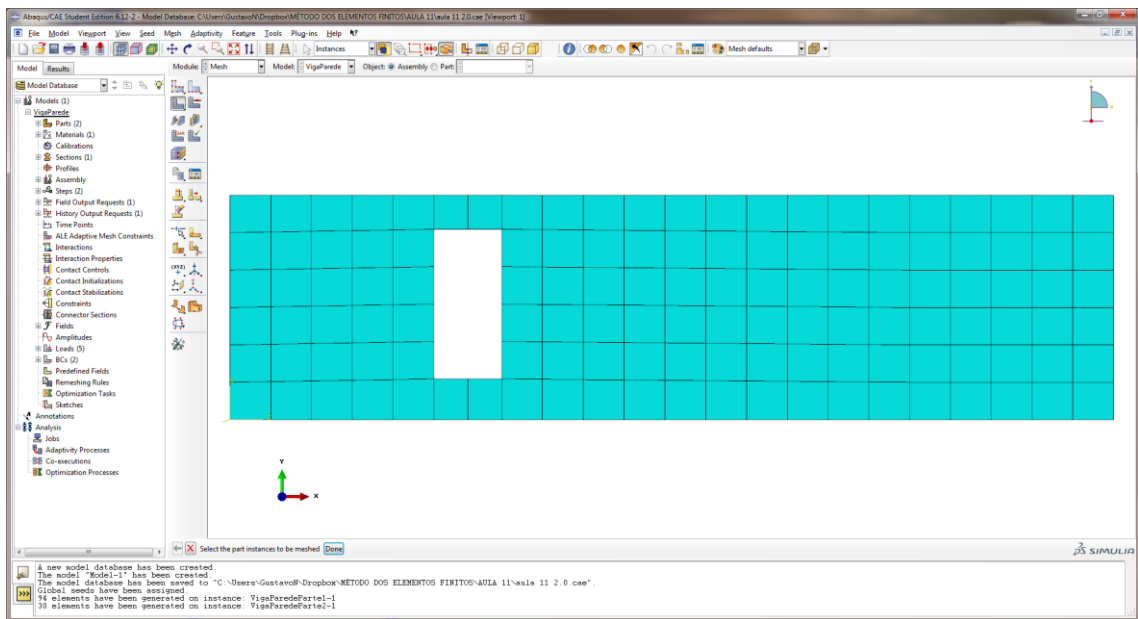 Abaqus/CAE Student Edition 6.12-2 - Model Database: C:\Users\GustavoN\Dropbox\MÉTODO DOS ELEMENTOS FINITOS\AULA 11\aula 11 2.0.cae [Viewport: 1]
File Model Viewport View Seed Mesh Adaptivity Feature Tools Plug-ins Help
Instances Mesh defaults
Model Results Module: Mesh Model: VigaParede Object: Assembly Part:
Model Database
Models (1)
VigaParede
Parts (2)
Materials (1)
Calibrations
Sections (1)
Profiles
Assembly
Steps (2)
Field Output Requests (1)
History Output Requests (1)
Time Points
ALE Adaptive Mesh Constraints
Interactions
Interaction Properties
Contact Controls
Contact Initializations
Contact Stabilizations
Constraints
Connector Sections
Fields
Amplitudes
Loads (5)
BCs (2)
Predefined Fields
Remeshing Rules
Optimization Tasks
Sketches
Annotations
Analysis
Jobs
Adaptivity Processes
Co-executions
Optimization Processes
(XYZ)
Y
X
Select the part instances to be meshed Done
SIMULIA
A new model database has been created.
The model "Model-1" has been created.
The model database has been saved to "C:\Users\GustavoN\Dropbox\MÉTODO DOS ELEMENTOS FINITOS\AULA 11\aula 11 2.0.cae".
Global seeds have been assigned.
94 elements have been generated on instance: VigaParedeParte1-1
30 elements have been generated on instance: VigaParedeParte2-1